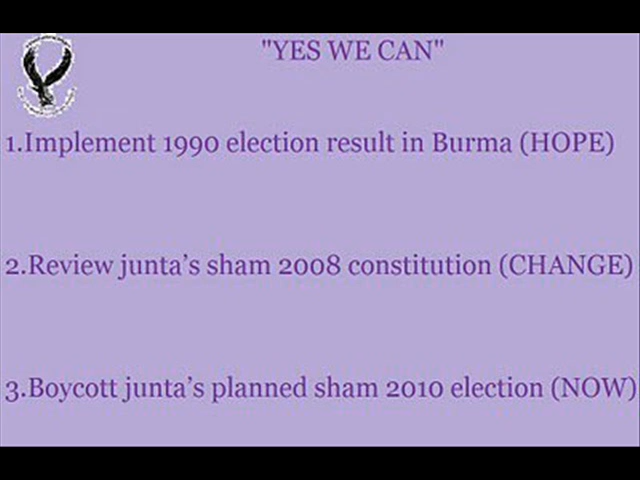 "YES WE CAN"
1.Implement 1990 election result in Burma (HOPE)
2.Review junta’s sham 2008 constitution (CHANGE)
3.Boycott junta’s planned sham 2010 election (NOW)